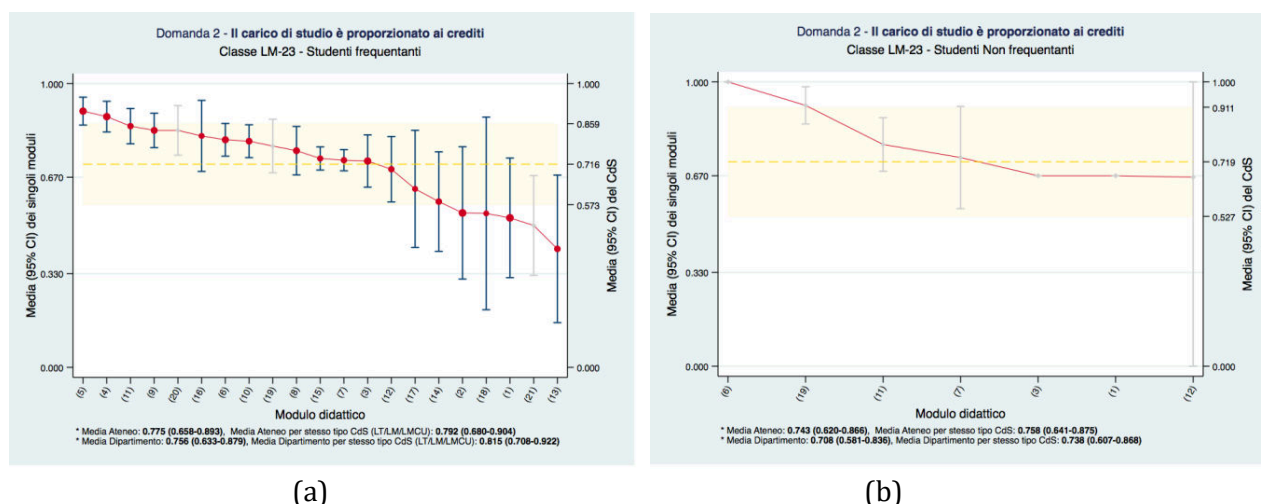 Domanda 2 - Il carico di studio è proporzionato ai crediti
Classe LM-23 - Studenti frequentanti
Media (95% CI) dei singoli moduli
1.000
0.670
0.330
0.000
1.000
0.859
0.716
0.573
0.000
Media (95% CI) del CdS
(5) (4) (11) (9) (20) (16) (6) (10) (19) (8) (15) (7) (3) (12) (17) (14) (2) (18) (1) (21) (13)
Modulo didattico
* Media Ateneo: 0.775 (0.658-0.893), Media Ateneo per stesso tipo CdS (LT/LM/LMCU): 0.792 (0.680-0.904)
* Media Dipartimento: 0.756 (0.633-0.879), Media Dipartimento per stesso tipo CdS (LT/LM/LMCU): 0.815 (0.708-0.922)
(a)
Domanda 2 - Il carico di studio è proporzionato ai crediti
Classe LM-23 - Studenti Non frequentanti
Media (95% CI) dei singoli moduli
1.000
0.670
0.330
0.000
1.000
0.911
0.719
0.527
0.000
Media (95% CI) del CdS
(6) (19) (11) (7) (3) (1) (12)
Modulo didattico
* Media Ateneo: 0.743 (0.620-0.866), Media Ateneo per stesso tipo CdS: 0.758 (0.641-0.875)
* Media Dipartimento: 0.708 (0.581-0.836), Media Dipartimento per stesso tipo CdS: 0.738 (0.607-0.868)
(b)